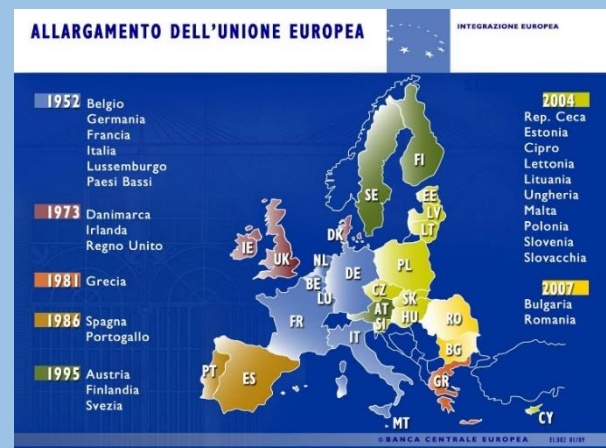 ALLARGAMENTO DELL'UNIONE EUROPEA
INTEGRAZIONE EUROPEA
1952 Belgio
Germania
Francia
Italia
Lussemburgo
Paesi Bassi
1973 Danimarca
Irlanda
Regno Unito
1981 Grecia
1986 Spagna
Portogallo
1995 Austria
Finlandia
Svezia
2004
Rep. Ceca
Estonia
Cipro
Lettonia
Lituania
Ungheria
Malta
Polonia
Slovenia
Slovacchia
2007
Bulgaria
Romania
FI
SE
EE
LV
LT
DK
IE
UK
NL
BE
LU
DE
PL
CZ
SK
AT
HU
SI
FR
IT
RO
BG
PT
ES
GR
MT
CY
© BANCA CENTRALE EUROPEA